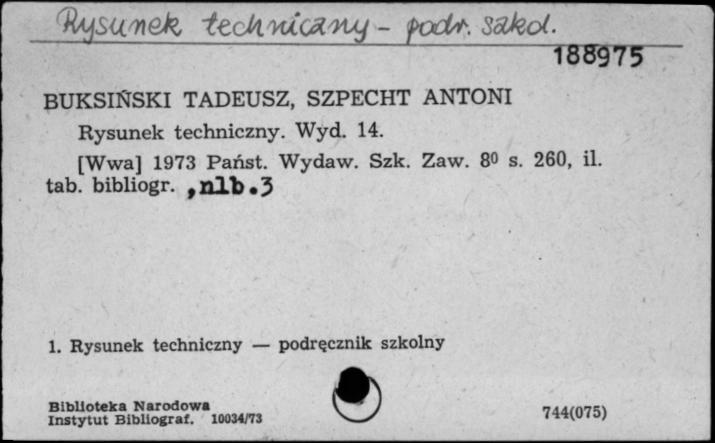 Rysunek techniczny - podr. szkol.
188975
BUKSIŃSKI TADEUSZ, SZPECHT ANTONI
Rysunek techniczny. Wyd. 14.
[Wwa] 1973 Państ. Wydaw. Szk. Zaw. 8⁰ s. 260, il.
tab. bibliogr. ,nlb.3
1. Rysunek techniczny — podręcznik szkolny
Biblioteka Narodowa
Instytut Bibliograf. 10034/73
744(075)